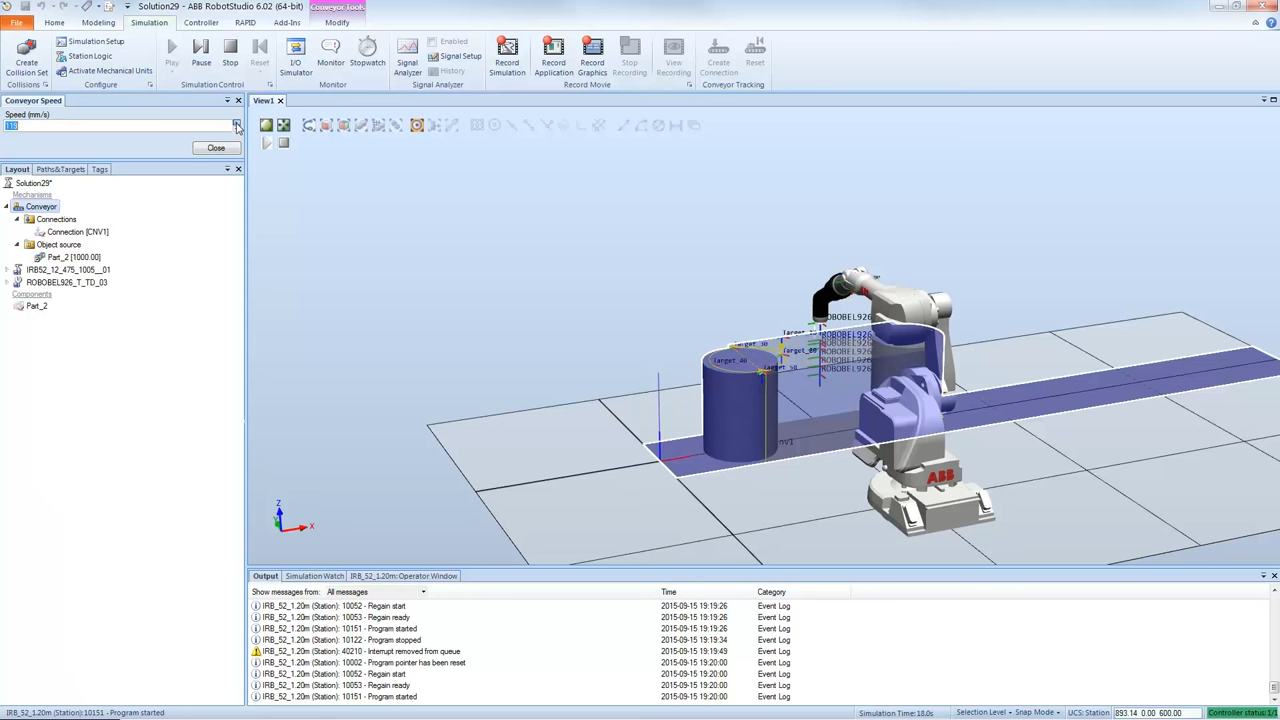 Solution29 - ABB RobotStudio 6.02 (64-bit)
Conveyor Tools
File Home Modeling Simulation Controller RAPID Add-Ins Modify
Create Collision Set
Collisions
Simulation Setup
Station Logic
Activate Mechanical Units
Configure
Play Pause Stop Reset
Simulation Control
I/O Simulator Monitor Stopwatch
Monitor
Signal Analyzer
Enabled
Signal Setup
History
Signal Analyzer
Record Simulation Record Application Record Graphics Stop Recording View Recording
Record Movie
Create Connection Reset
Conveyor Tracking
Conveyor Speed
Speed (mm/s)
Close
Layout Paths&Targets Tags
Solution29*
Mechanisms
Conveyor
Connections
Connection [CNV1]
Object source
Part_2 [1000.00]
IRB52_12_475_1005__01
ROBOBEL926_T_TD_03
Components
Part_2
View1
ROBOBEL926
ROBOBEL926
ROBOBEL926
ROBOBEL926
ROBOBEL926
ROBOBEL926
Target_30
Target_40
Target_50
nv1
ABB
Z
X
Output Simulation Watch IRB_52_1.20m: Operator Window
Show messages from: All messages Time Category
IRB_52_1.20m (Station): 10052 - Regain start 2015-09-15 19:19:26 Event Log
IRB_52_1.20m (Station): 10053 - Regain ready 2015-09-15 19:19:26 Event Log
IRB_52_1.20m (Station): 10151 - Program started 2015-09-15 19:19:26 Event Log
IRB_52_1.20m (Station): 10122 - Program stopped 2015-09-15 19:19:34 Event Log
IRB_52_1.20m (Station): 40210 - Interrupt removed from queue 2015-09-15 19:19:49 Event Log
IRB_52_1.20m (Station): 10002 - Program pointer has been reset 2015-09-15 19:20:00 Event Log
IRB_52_1.20m (Station): 10052 - Regain start 2015-09-15 19:20:00 Event Log
IRB_52_1.20m (Station): 10053 - Regain ready 2015-09-15 19:20:00 Event Log
IRB_52_1.20m (Station): 10151 - Program started 2015-09-15 19:20:00 Event Log
IRB_52_1.20m (Station):10151 - Program started Simulation Time: 18.0s Selection Level Snap Mode UCS: Station 893.14 0.00 600.00 Controller status: 1/1